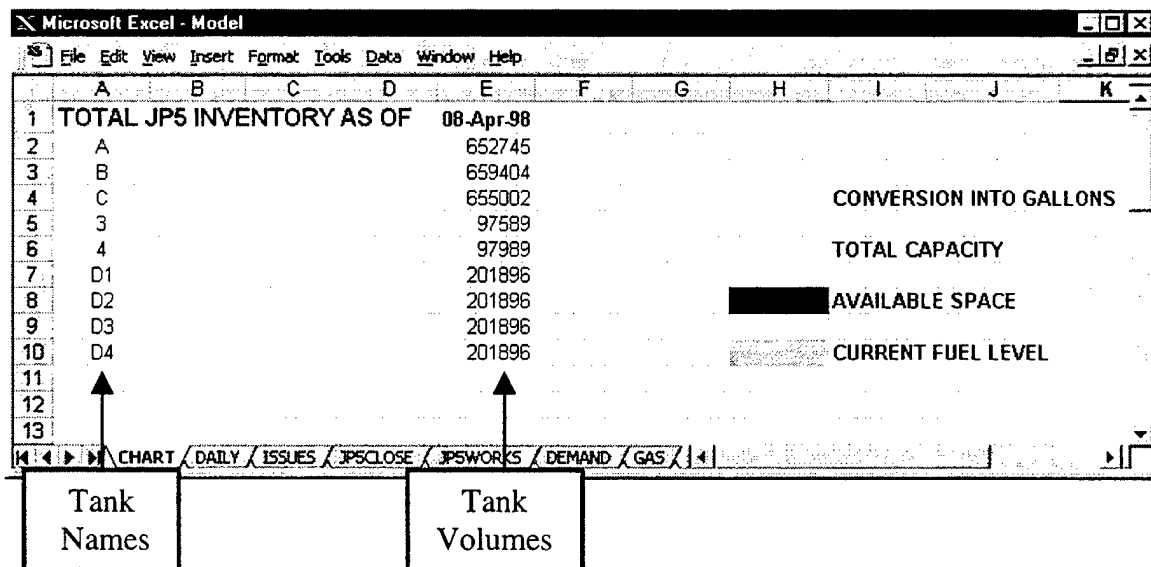 Microsoft Excel - Model
File Edit View Insert Format Tools Data Window Help
A B C D E F G H I J K
1 TOTAL JP5 INVENTORY AS OF 08-Apr-98
2 A 652745
3 B 659404
4 C 655002 CONVERSION INTO GALLONS
5 3 97589
6 4 97989 TOTAL CAPACITY
7 D1 201896
8 D2 201896 AVAILABLE SPACE
9 D3 201896
10 D4 201896 CURRENT FUEL LEVEL
11
12
13
CHART DAILY ISSUES JP5CLOSE JP5WORKS DEMAND GAS
Tank Names
Tank Volumes